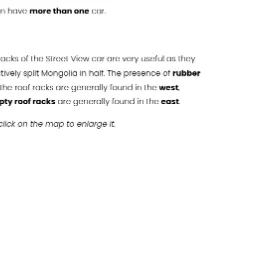 n have more than one car.
acks of the Street View car are very useful as they
tively split Mongolia in half. The presence of rubber
the roof racks are generally found in the west,
pty roof racks are generally found in the east.
click on the map to enlarge it.